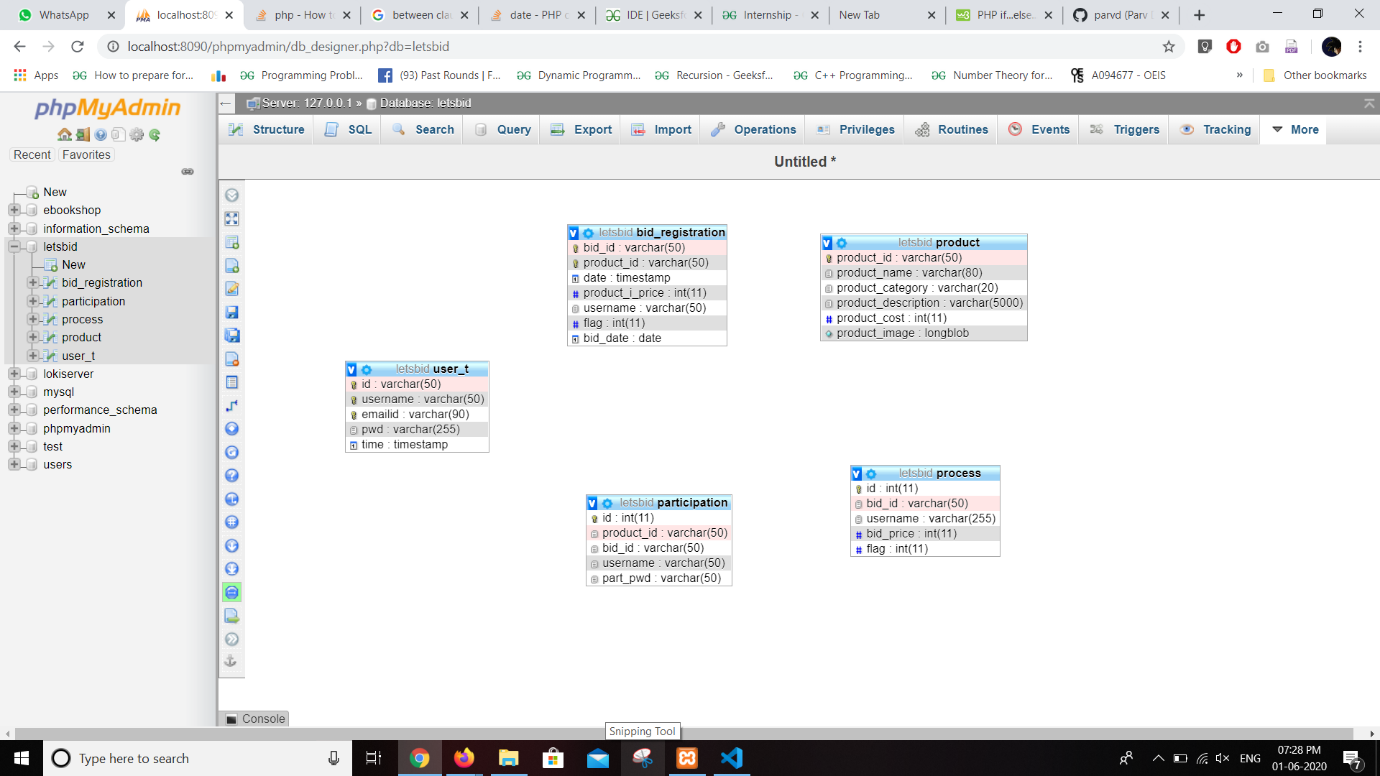 WhatsApp
localhost:809
php - How t
between clau
date - PHP c
IDE | Geeksf
Internship -
New Tab
PHP if...else..
parvd (Parv
localhost:8090/phpmyadmin/db_designer.php?db=letsbid
Apps
How to prepare for...
Programming Probl...
(93) Past Rounds | F...
Dynamic Programm...
Recursion - Geeksf...
C++ Programming...
Number Theory for...
A094677 - OEIS
»
Other bookmarks
phpMyAdmin
Recent
Favorites
New
ebookshop
information_schema
letsbid
New
bid_registration
participation
process
product
user_t
lokiserver
mysql
performance_schema
phpmyadmin
test
users
Server: 127.0.0.1 » Database: letsbid
Structure
SQL
Search
Query
Export
Import
Operations
Privileges
Routines
Events
Triggers
Tracking
More
Untitled *
letsbid bid_registration
bid_id : varchar(50)
product_id : varchar(50)
date : timestamp
product_i_price : int(11)
username : varchar(50)
flag : int(11)
bid_date : date
letsbid product
product_id : varchar(50)
product_name : varchar(80)
product_category : varchar(20)
product_description : varchar(5000)
product_cost : int(11)
product_image : longblob
letsbid user_t
id : varchar(50)
username : varchar(50)
emailid : varchar(90)
pwd : varchar(255)
time : timestamp
letsbid participation
id : int(11)
product_id : varchar(50)
bid_id : varchar(50)
username : varchar(50)
part_pwd : varchar(50)
letsbid process
id : int(11)
bid_id : varchar(50)
username : varchar(255)
bid_price : int(11)
flag : int(11)
Console
Snipping Tool
Type here to search
ENG
07:28 PM
01-06-2020
7